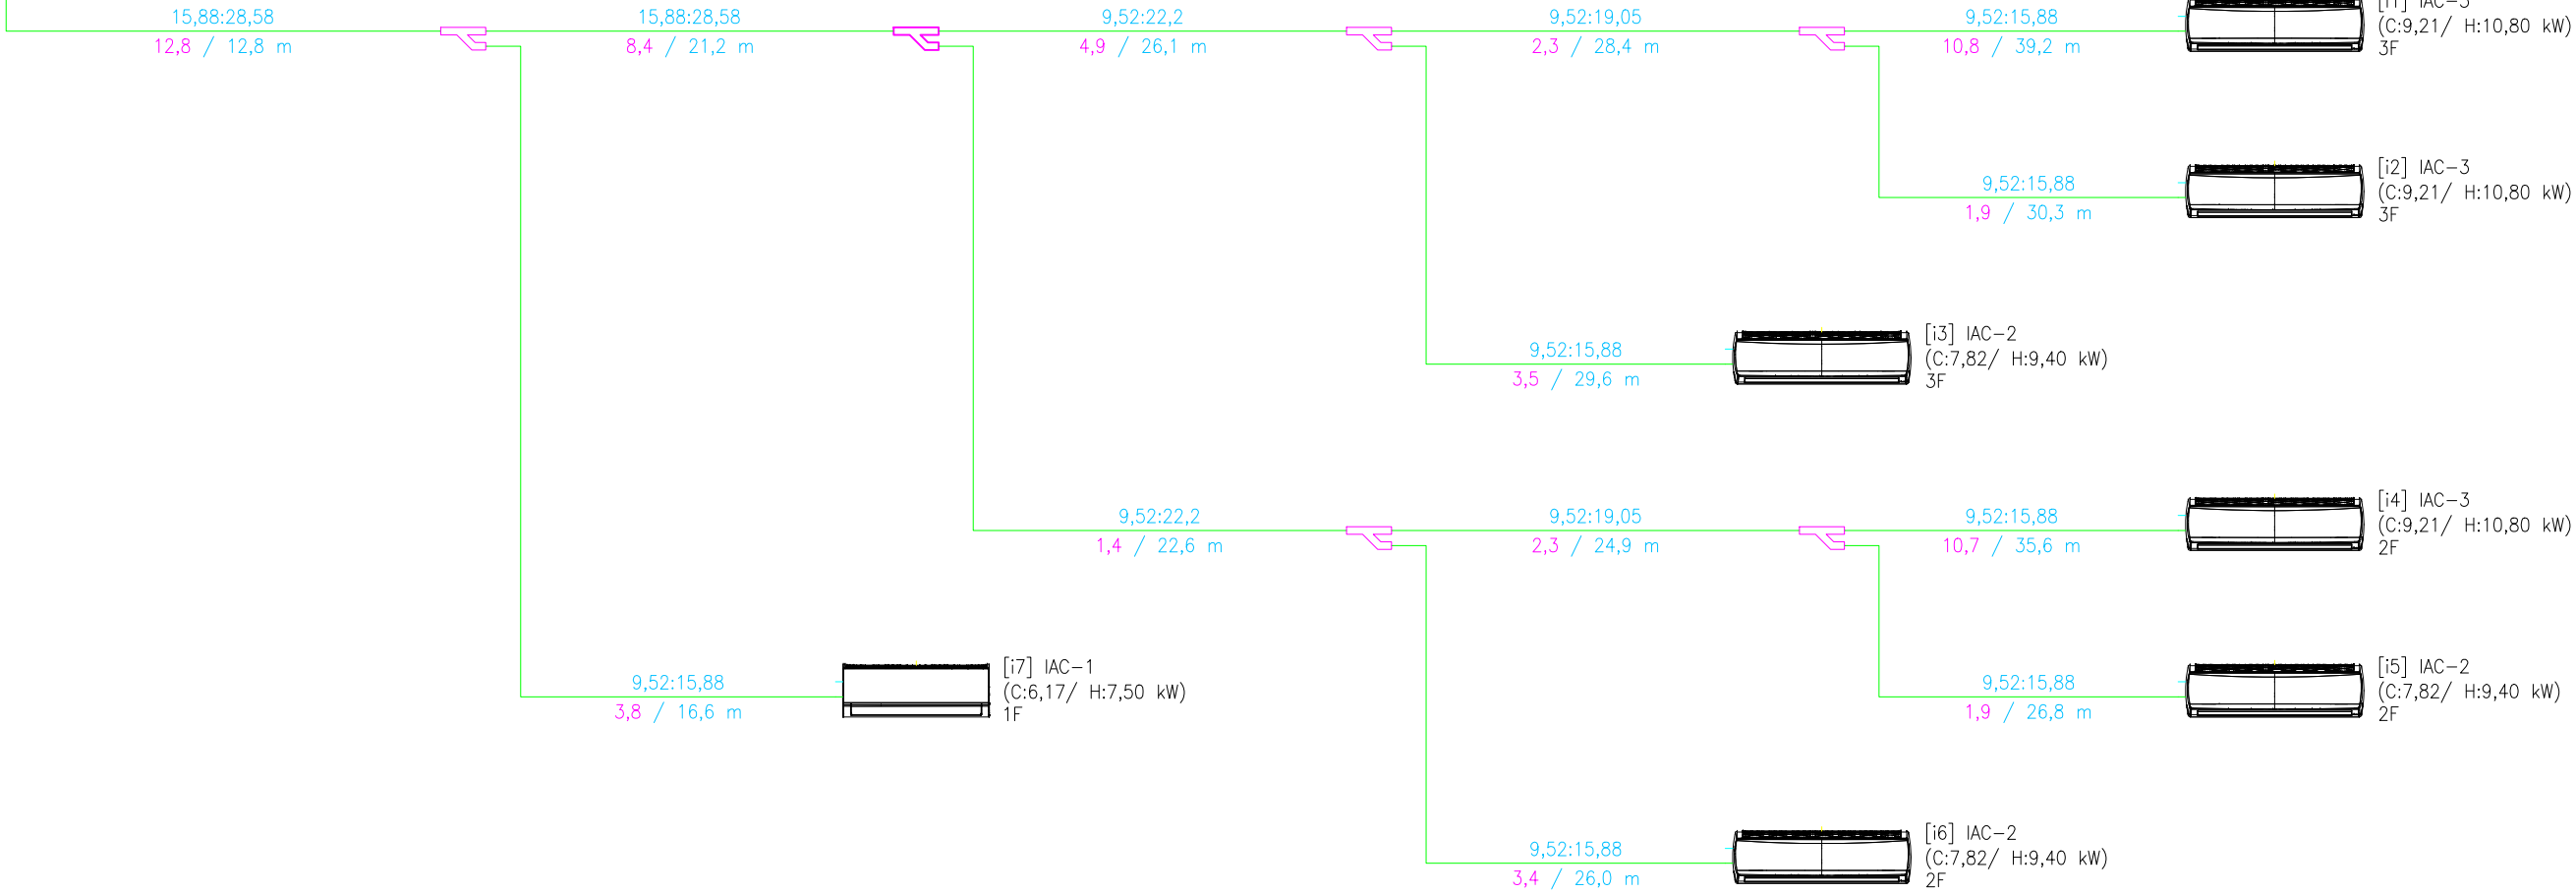 15,88:28,58
12,8 / 12,8 m
15,88:28,58
8,4 / 21,2 m
9,52:22,2
4,9 / 26,1 m
9,52:19,05
2,3 / 28,4 m
9,52:15,88
10,8 / 39,2 m
[i1] IAC-3
(C:9,21/ H:10,80 kW)
3F
9,52:15,88
1,9 / 30,3 m
[i2] IAC-3
(C:9,21/ H:10,80 kW)
3F
9,52:15,88
3,5 / 29,6 m
[i3] IAC-2
(C:7,82/ H:9,40 kW)
3F
9,52:22,2
1,4 / 22,6 m
9,52:19,05
2,3 / 24,9 m
9,52:15,88
10,7 / 35,6 m
[i4] IAC-3
(C:9,21/ H:10,80 kW)
2F
9,52:15,88
3,8 / 16,6 m
[i7] IAC-1
(C:6,17/ H:7,50 kW)
1F
9,52:15,88
1,9 / 26,8 m
[i5] IAC-2
(C:7,82/ H:9,40 kW)
2F
9,52:15,88
3,4 / 26,0 m
[i6] IAC-2
(C:7,82/ H:9,40 kW)
2F